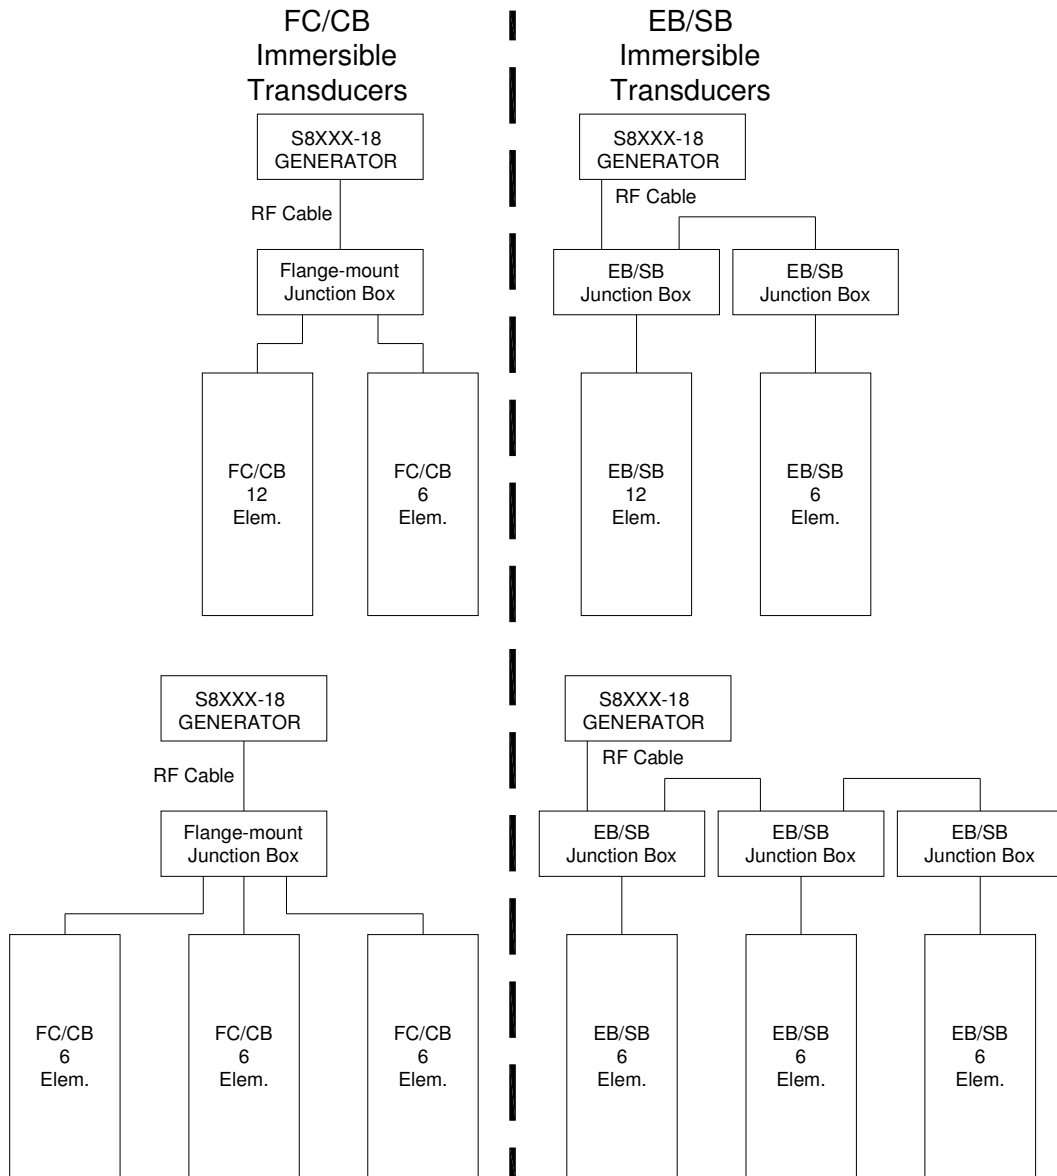 FC/CB
Immersible
Transducers
S8XXX-18
GENERATOR
RF Cable
Flange-mount
Junction Box
FC/CB
12
Elem.
FC/CB
6
Elem.
EB/SB
Immersible
Transducers
S8XXX-18
GENERATOR
RF Cable
EB/SB
Junction Box
EB/SB
Junction Box
EB/SB
12
Elem.
EB/SB
6
Elem.
S8XXX-18
GENERATOR
RF Cable
Flange-mount
Junction Box
FC/CB
6
Elem.
FC/CB
6
Elem.
FC/CB
6
Elem.
S8XXX-18
GENERATOR
RF Cable
EB/SB
Junction Box
EB/SB
Junction Box
EB/SB
Junction Box
EB/SB
6
Elem.
EB/SB
6
Elem.
EB/SB
6
Elem.